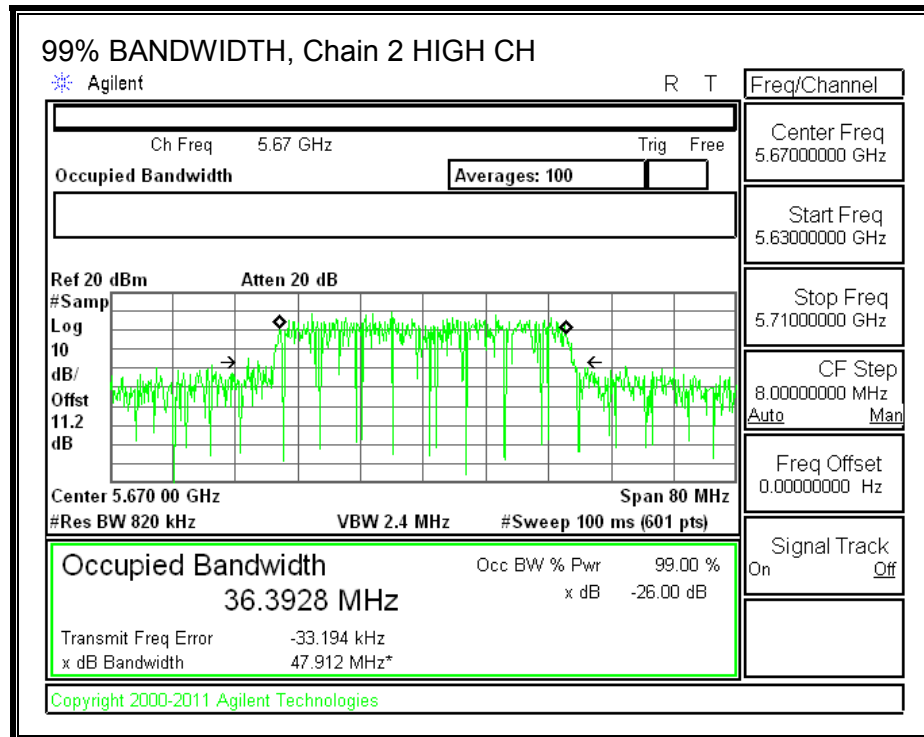 99% BANDWIDTH, Chain 2 HIGH CH
Agilent R T
Ch Freq 5.67 GHz Trig Free
Occupied Bandwidth Averages: 100
Ref 20 dBm Atten 20 dB
#Samp
Log
10
dB/
Offst
11.2
dB
Center 5.670 00 GHz Span 80 MHz
#Res BW 820 kHz VBW 2.4 MHz #Sweep 100 ms (601 pts)
Occupied Bandwidth Occ BW % Pwr 99.00 %
36.3928 MHz x dB -26.00 dB
Transmit Freq Error -33.194 kHz
x dB Bandwidth 47.912 MHz*
Copyright 2000-2011 Agilent Technologies
Freq/Channel
Center Freq
5.67000000 GHz
Start Freq
5.63000000 GHz
Stop Freq
5.71000000 GHz
CF Step
8.00000000 MHz
Auto Man
Freq Offset
0.00000000 Hz
Signal Track
On Off